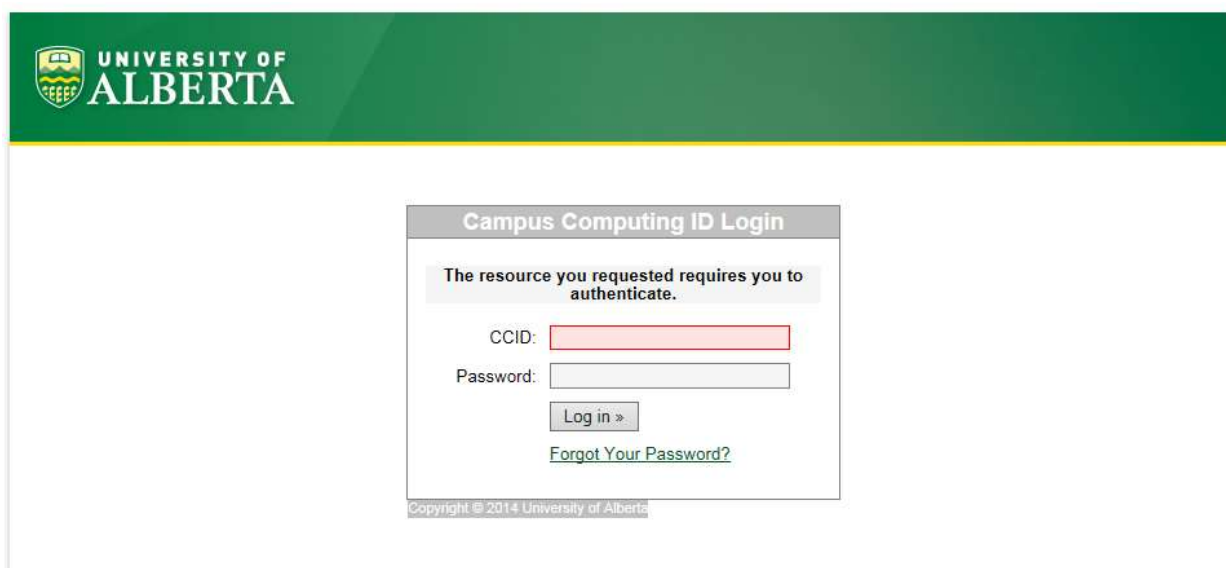 UNIVERSITY OF
ALBERTA
Campus Computing ID Login
The resource you requested requires you to
authenticate.
CCID:
Password:
Log in »
Forgot Your Password?
Copyright © 2014 University of Alberta